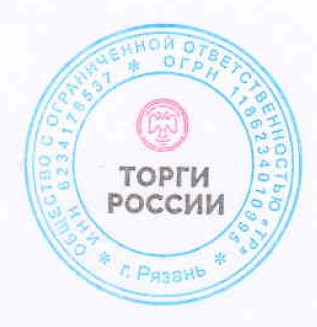 ОБЩЕСТВО С ОГРАНИЧЕННОЙ ОТВЕТСТВЕННОСТЬЮ «ТР»
ИНН 6234178537 * ОГРН 1186234010995
* г. Рязань *
ТОРГИ
РОССИИ